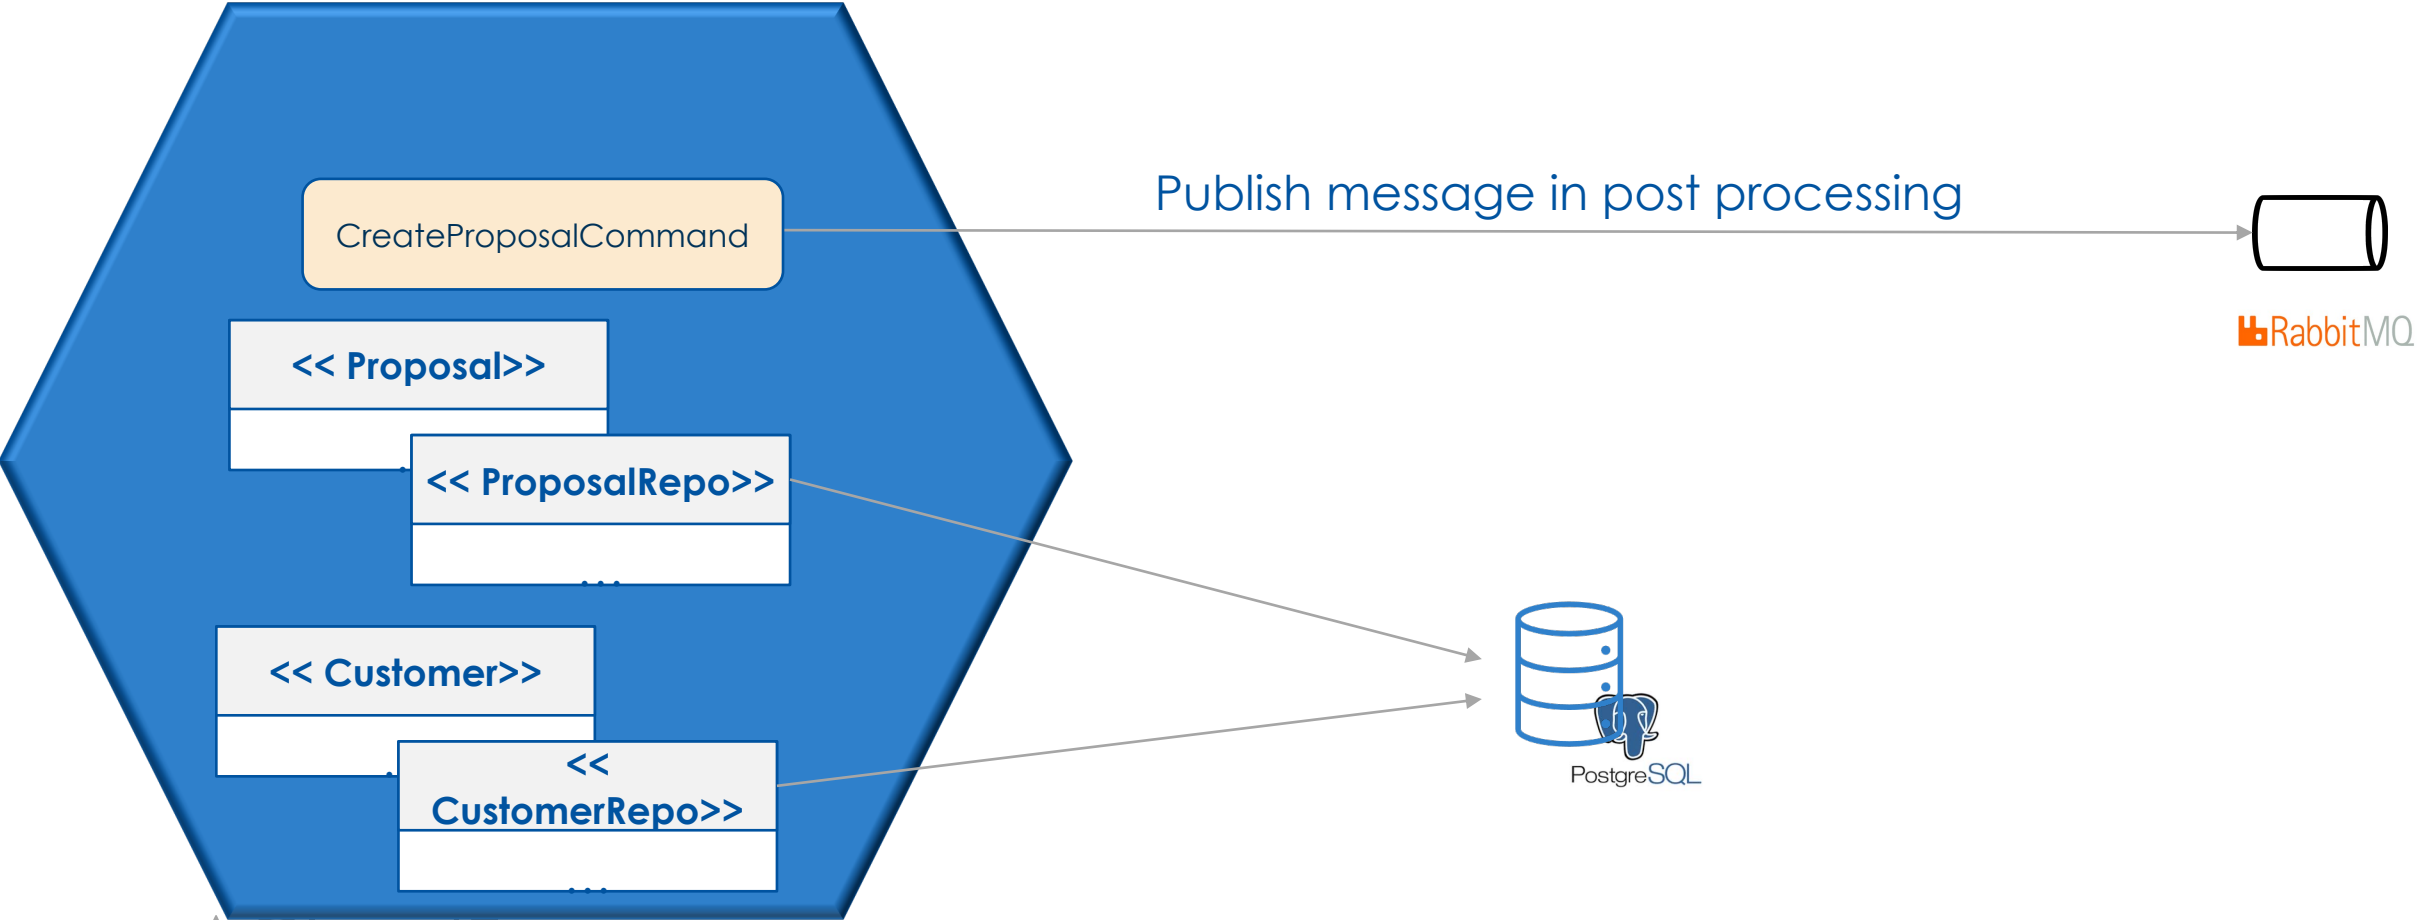 Publish message in post processing
CreateProposalCommand
RabbitMQ
<< Proposal>>
<< ProposalRepo>>
...
<< Customer>>
<<
CustomerRepo>>
...
PostgreSQL